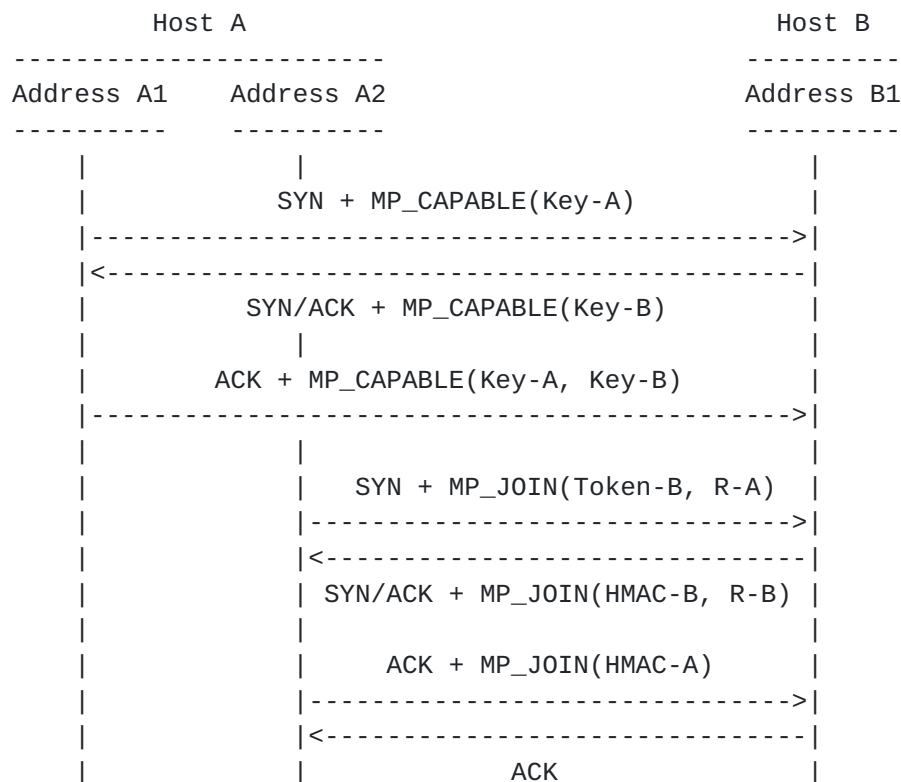 Host A Host B
------------------------ ----------
Address A1 Address A2 Address B1
---------- ---------- ----------
| | |
| SYN + MP_CAPABLE(Key-A) |
|--------------------------------------------->|
|<---------------------------------------------|
| SYN/ACK + MP_CAPABLE(Key-B) |
| | |
| ACK + MP_CAPABLE(Key-A, Key-B) |
|--------------------------------------------->|
| | |
| | SYN + MP_JOIN(Token-B, R-A) |
| |------------------------------->|
| |<-------------------------------|
| | SYN/ACK + MP_JOIN(HMAC-B, R-B) |
| | |
| | ACK + MP_JOIN(HMAC-A) |
| |------------------------------->|
| |<-------------------------------|
| | ACK |